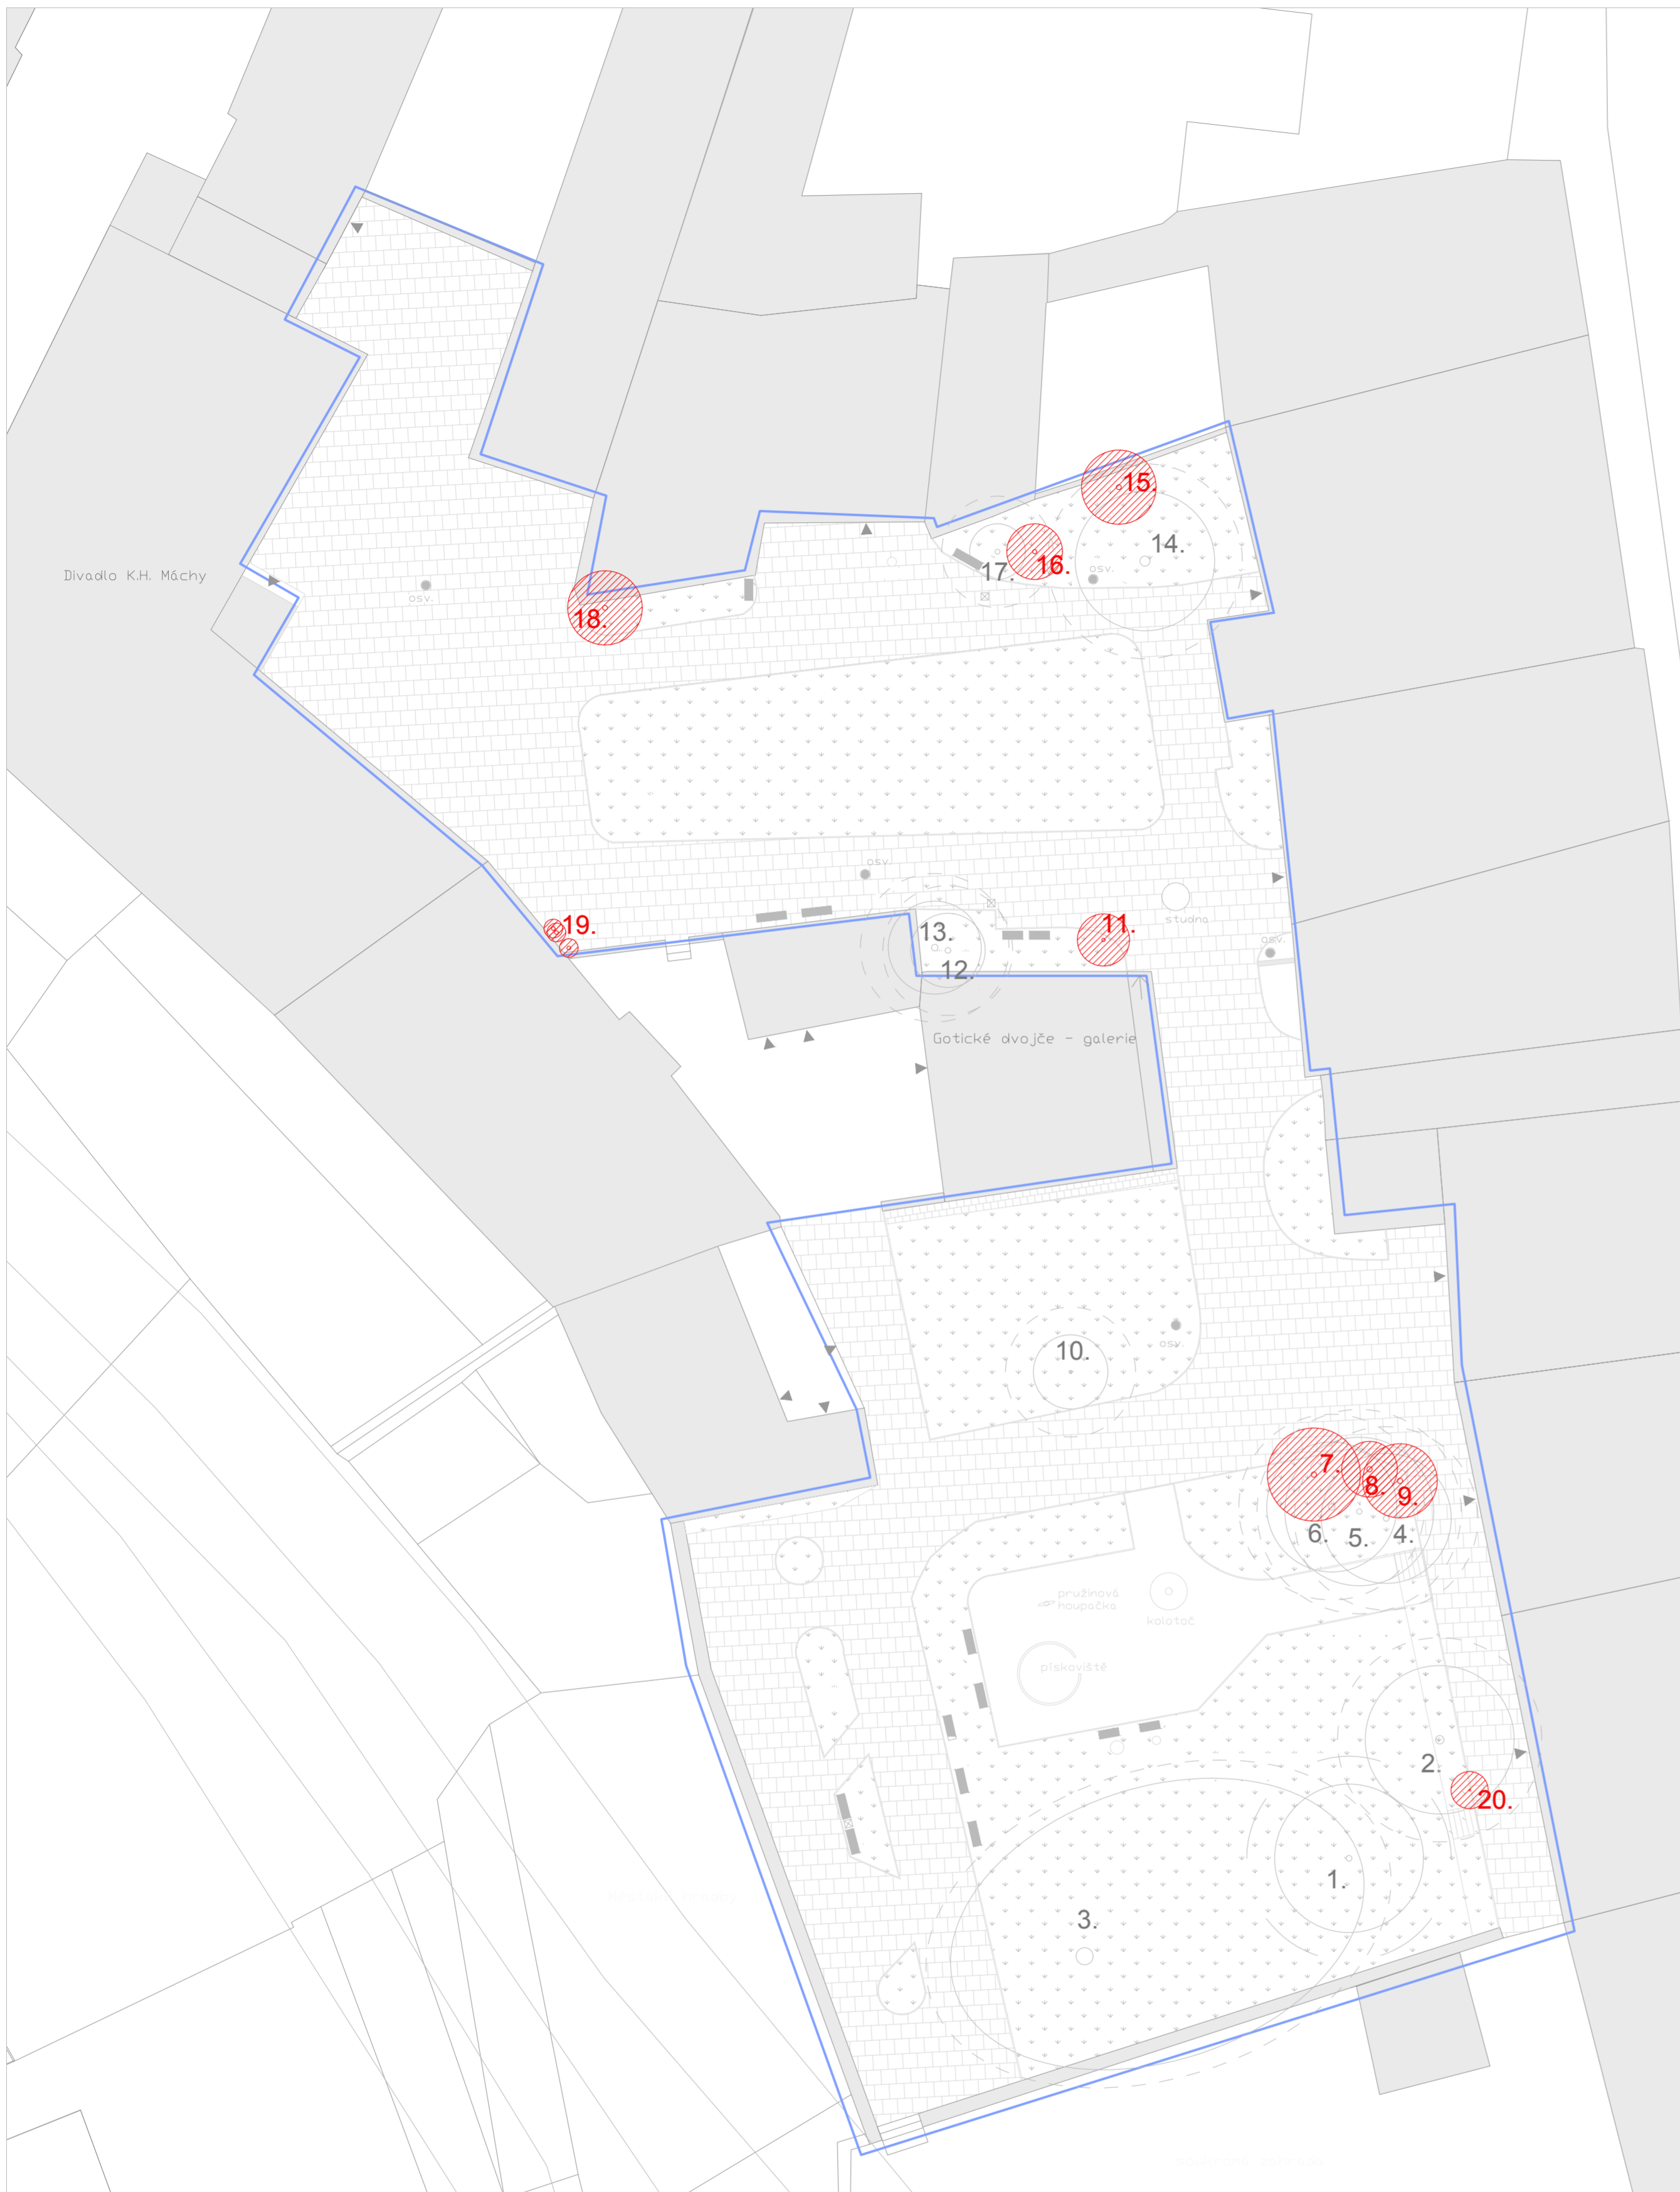 15.
14.
16.
17.
osv.
Divadlo K.H. Máchy
osv.
18.
osv.
studna
11.
19.
13.
12.
osv.
Gotické dvojče - galerie
osv.
10.
7.
8.
9.
6.
5.
4.
pružinová
houpačka
kolotoč
pískoviště
2.
20.
1.
3.